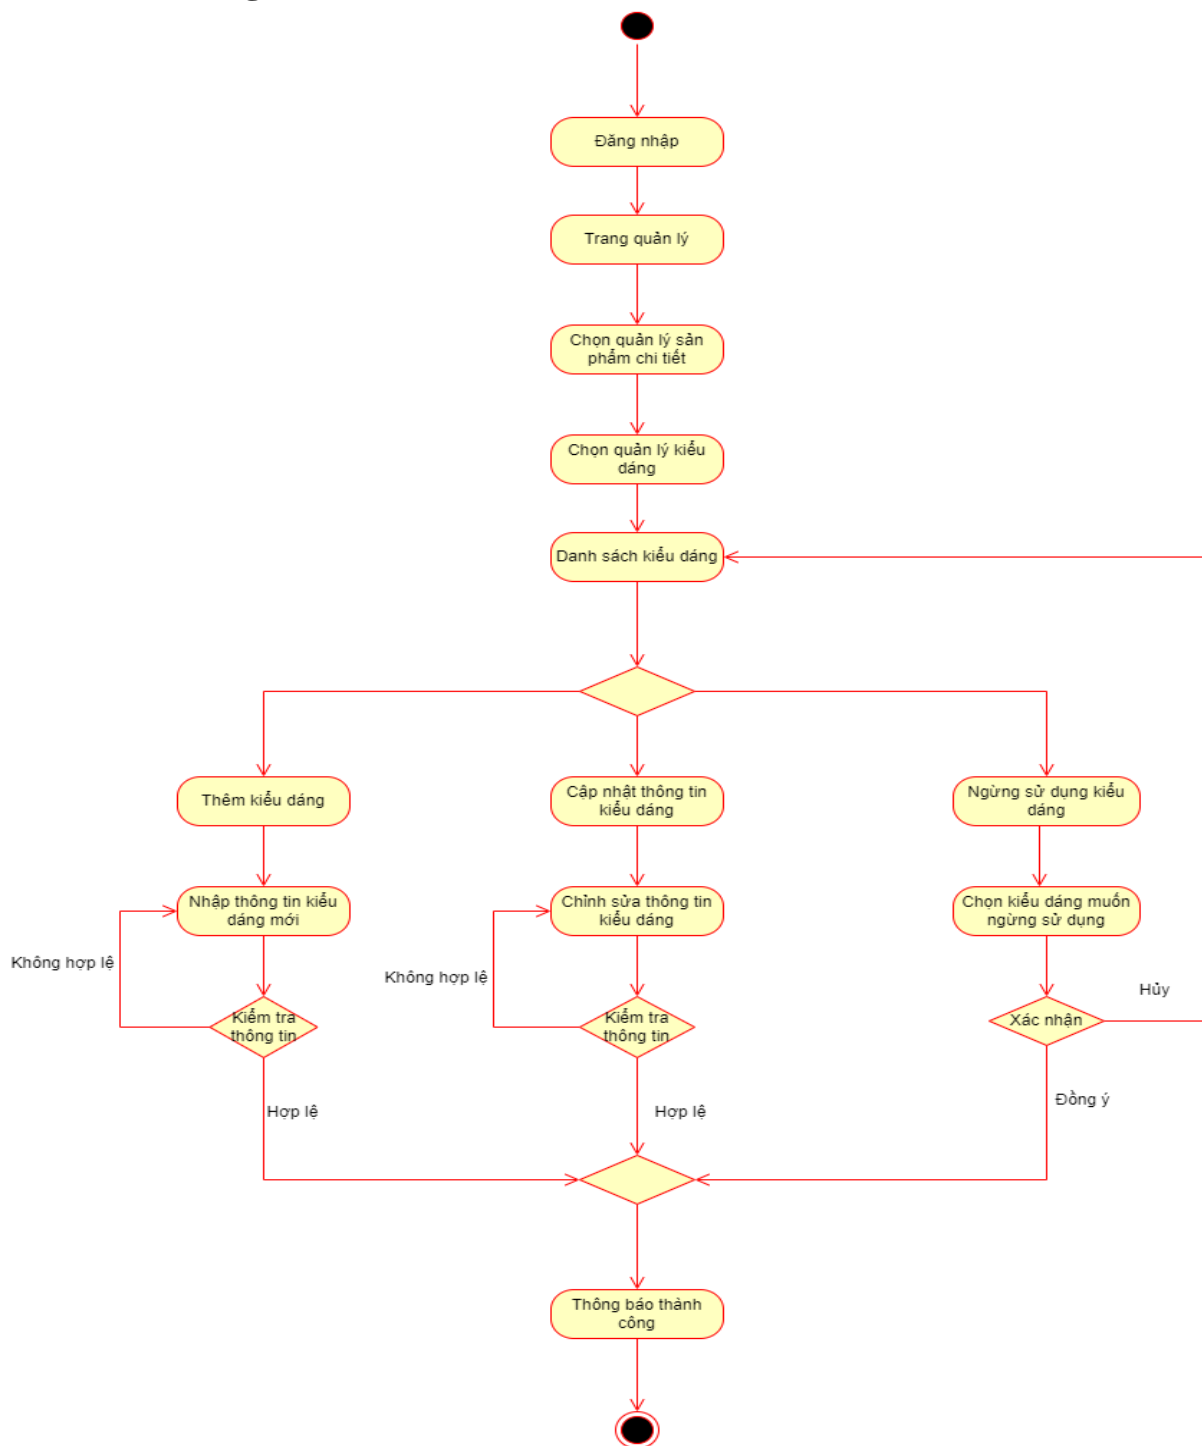 Đăng nhập
Trang quản lý
Chọn quản lý sản
phẩm chi tiết
Chọn quản lý kiểu
dáng
Danh sách kiểu dáng
Thêm kiểu dáng
Cập nhật thông tin
kiểu dáng
Ngừng sử dụng kiểu
dáng
Nhập thông tin kiểu
dáng mới
Chỉnh sửa thông tin
kiểu dáng
Chọn kiểu dáng muốn
ngừng sử dụng
Không hợp lệ
Không hợp lệ
Hủy
Kiểm tra
thông tin
Kiểm tra
thông tin
Xác nhận
Hợp lệ
Hợp lệ
Đồng ý
Thông báo thành
công